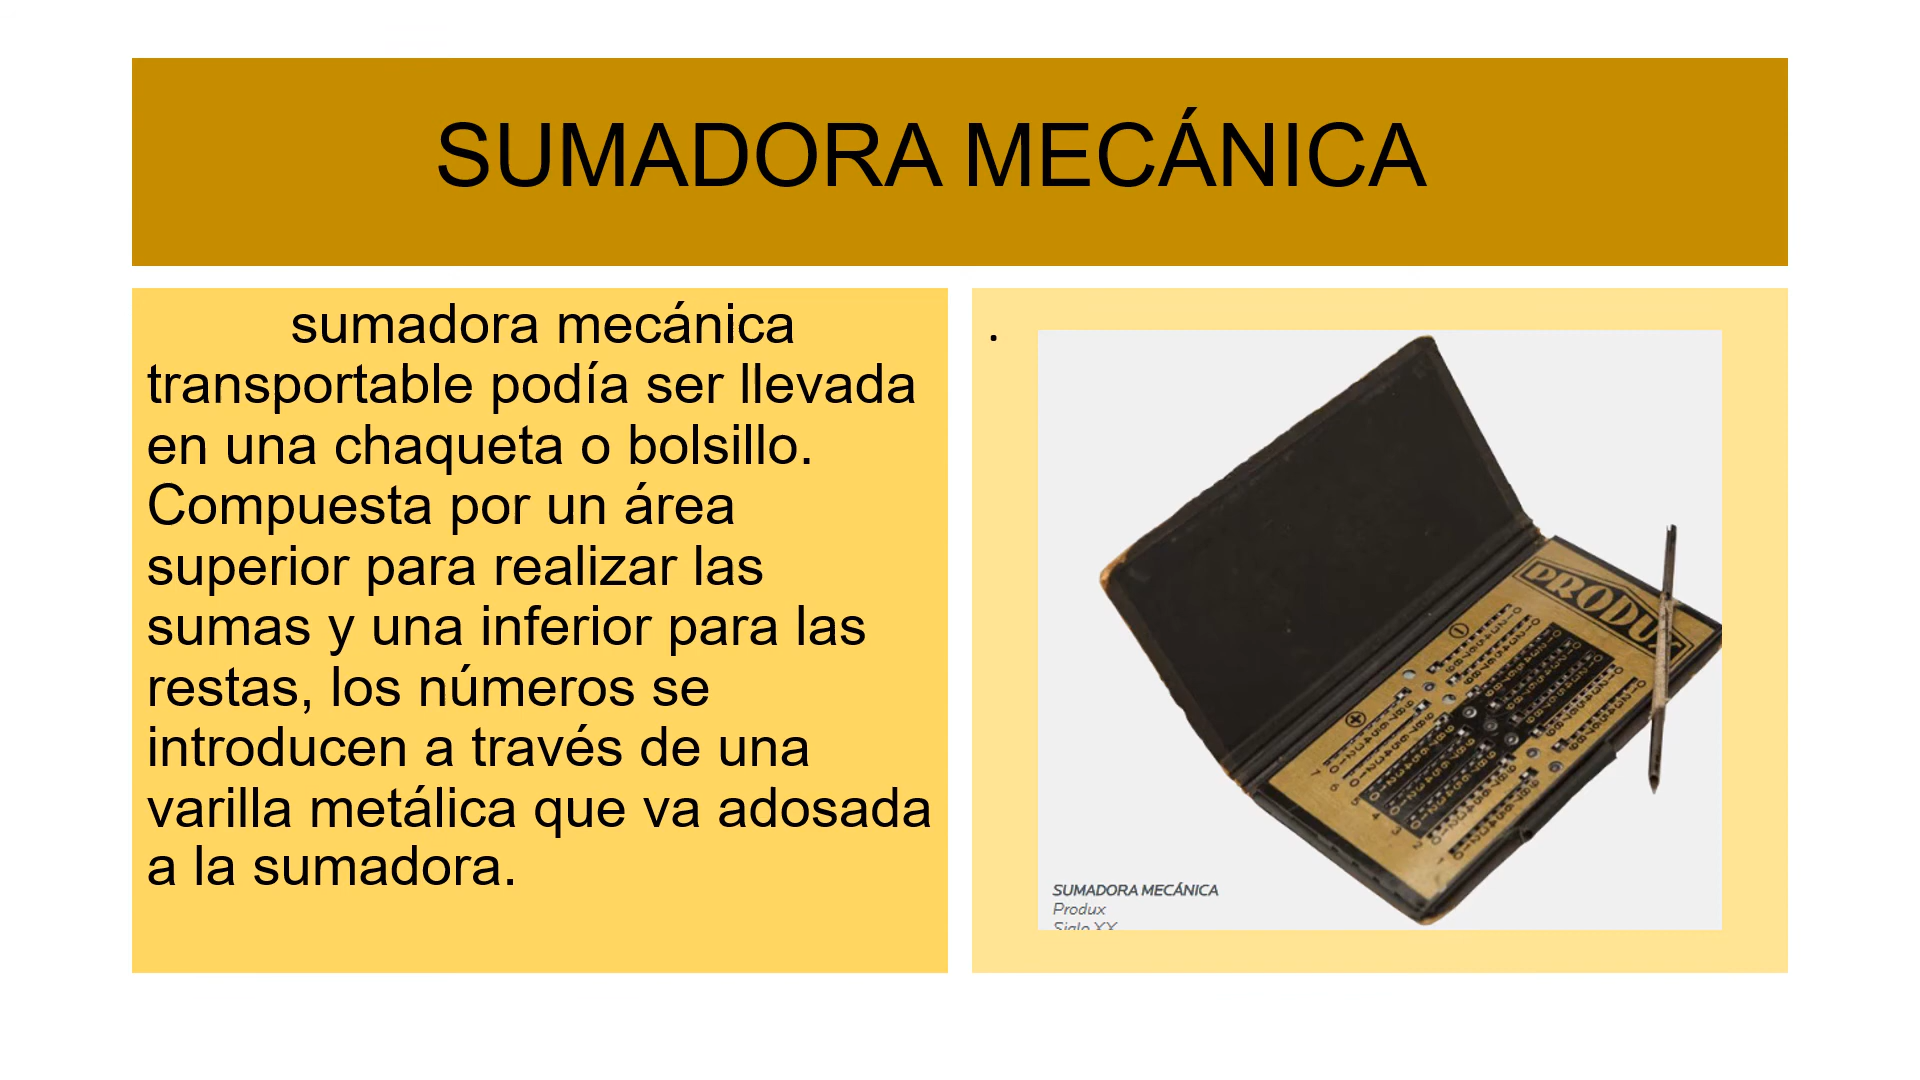 SUMADORA MECÁNICA
sumadora mecánica
transportable podía ser llevada
en una chaqueta o bolsillo.
Compuesta por un área
superior para realizar las
sumas y una inferior para las
restas, los números se
introducen a través de una
varilla metálica que va adosada
a la sumadora.
.
PRODUX
SUMADORA MECÁNICA
Produx
Siglo XX